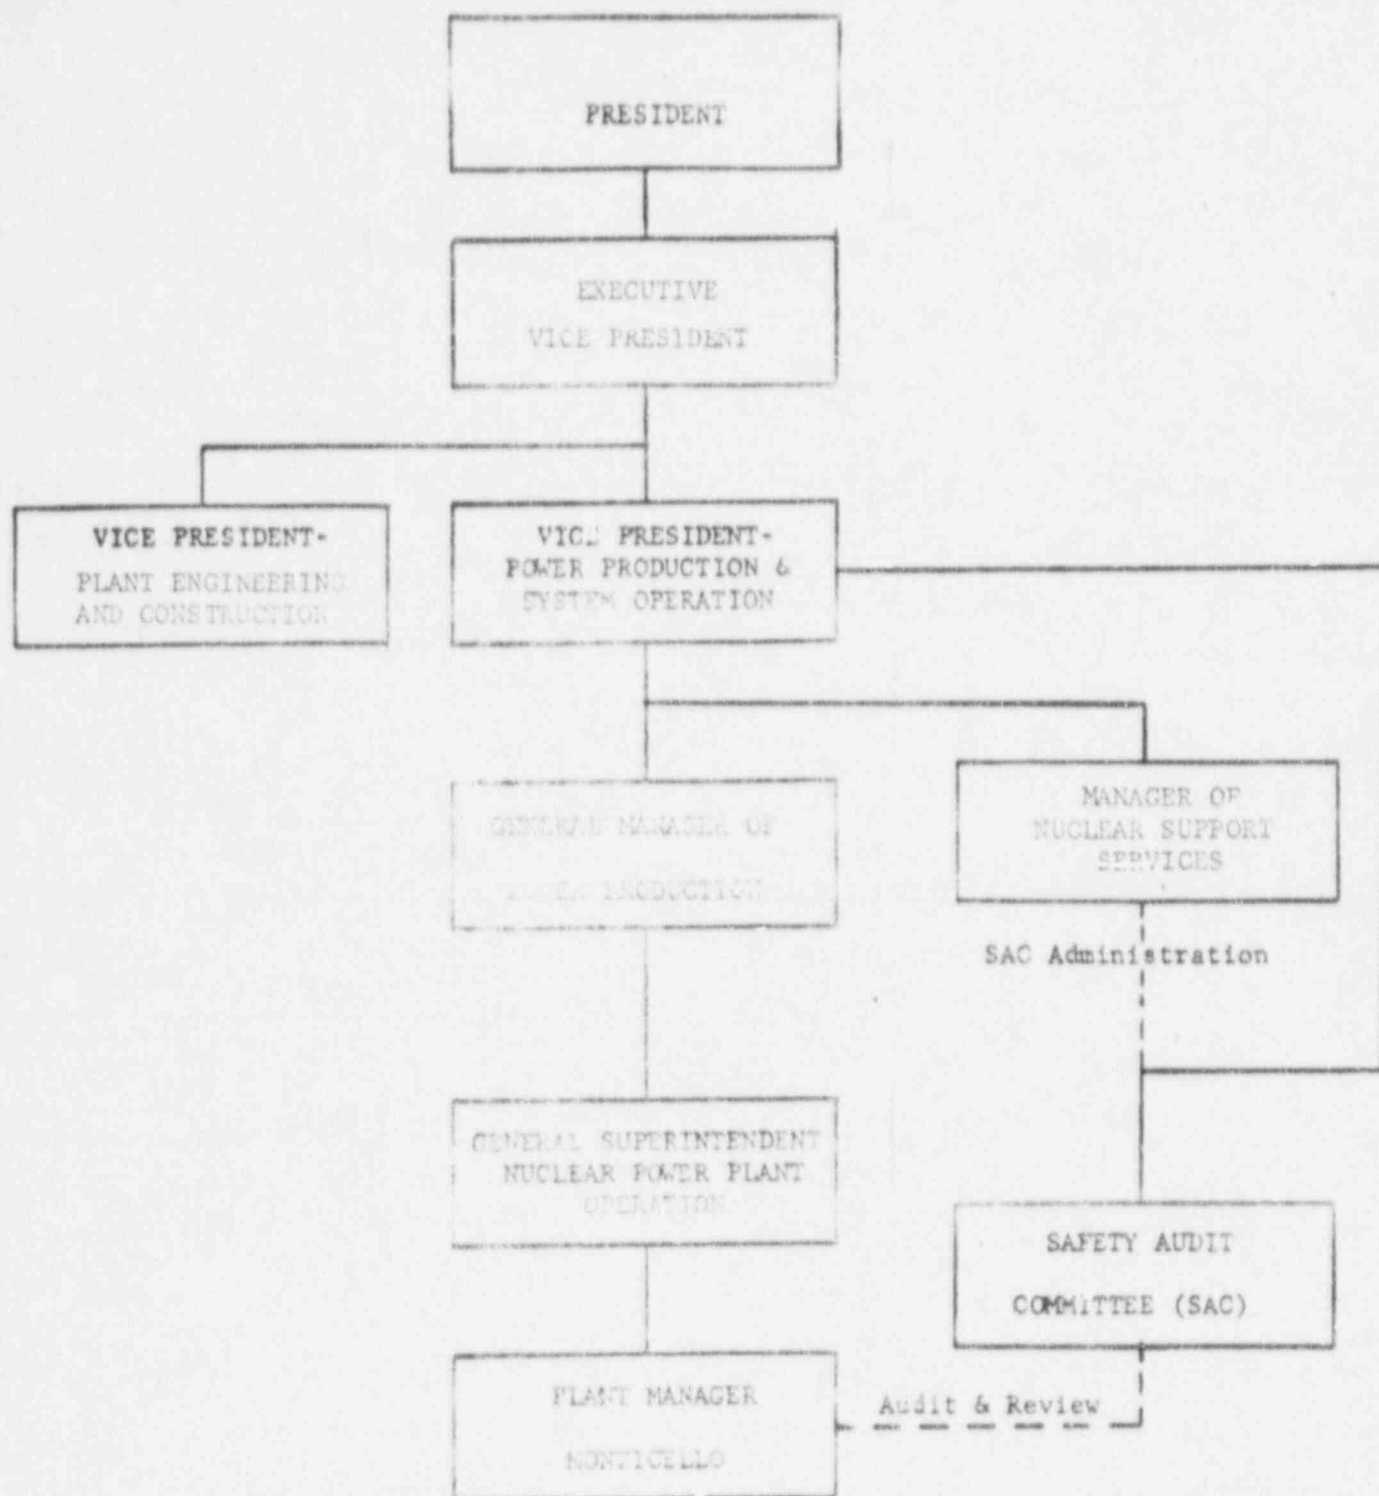 PRESIDENT
EXECUTIVE
VICE PRESIDENT
VICE PRESIDENT-
PLANT ENGINEERING
AND CONSTRUCTION
VICE PRESIDENT-
POWER PRODUCTION &
SYSTEM OPERATION
GENERAL MANAGER OF
POWER PRODUCTION
MANAGER OF
NUCLEAR SUPPORT
SERVICES
SAC Administration
GENERAL SUPERINTENDENT
NUCLEAR POWER PLANT
OPERATION
SAFETY AUDIT
COMMITTEE (SAC)
PLANT MANAGER
MONTICELLO
Audit & Review